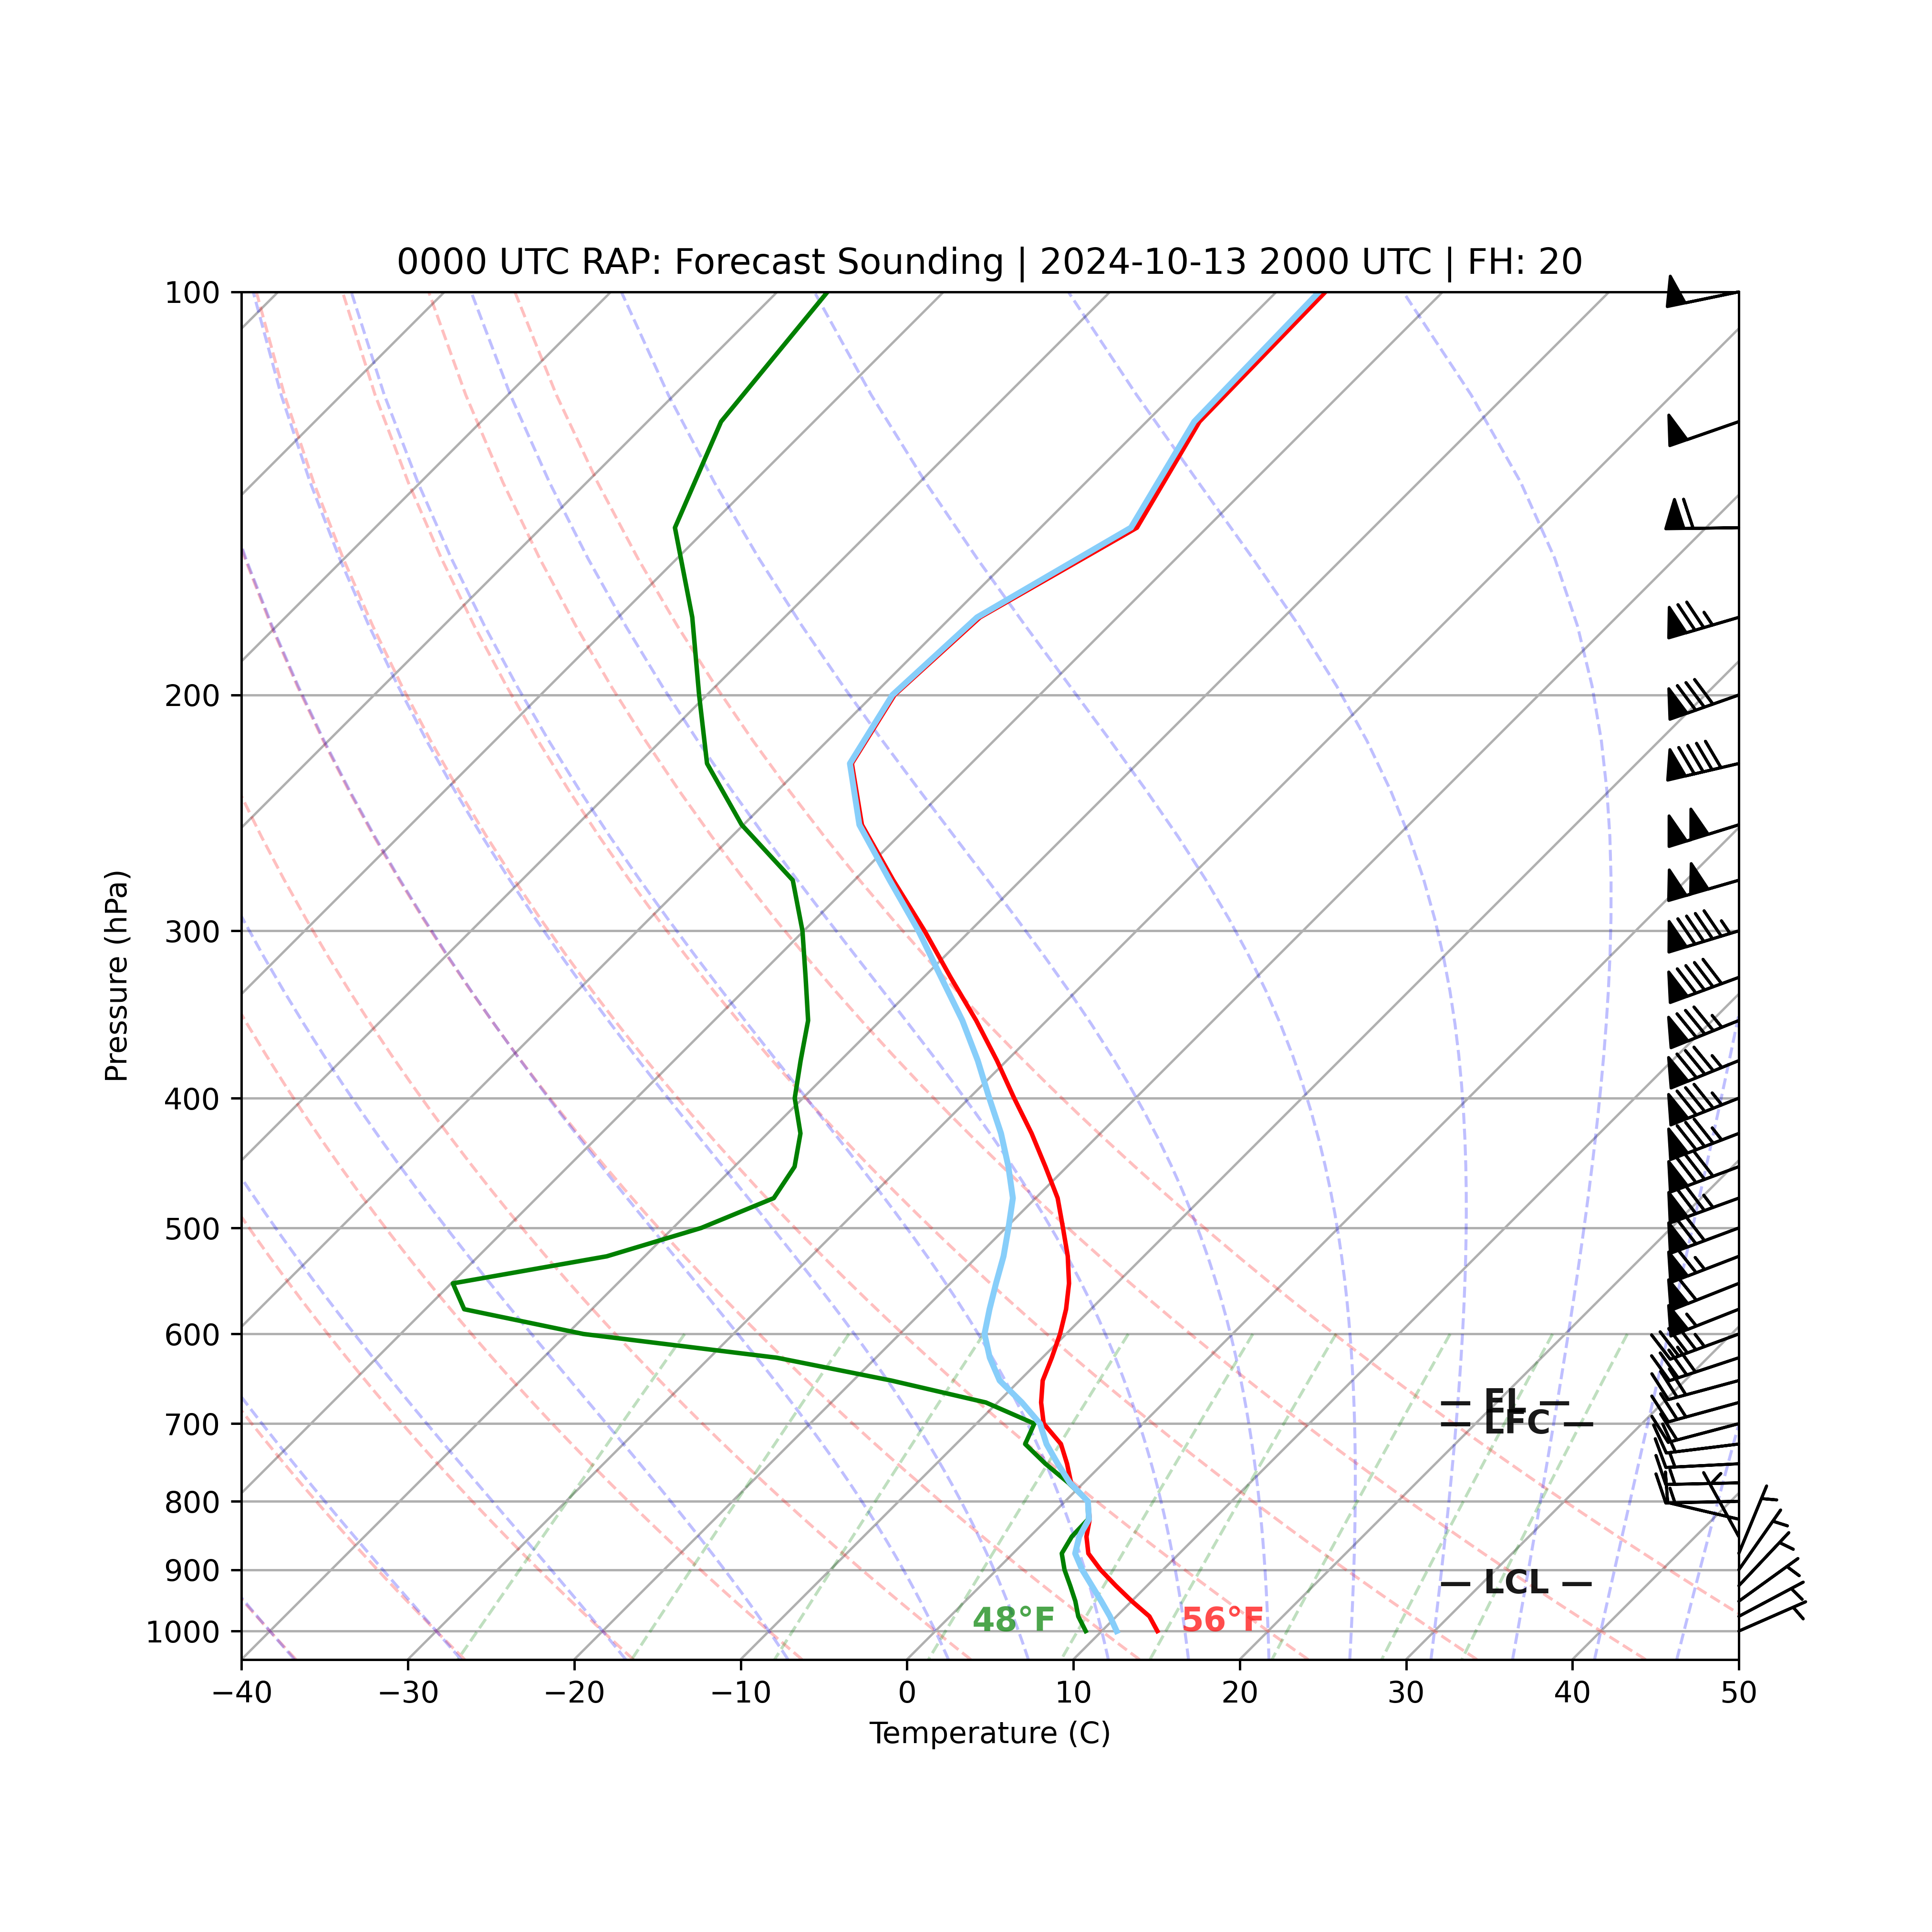 0000 UTC RAP: Forecast Sounding | 2024-10-13 2000 UTC | FH: 20
100
200
300
400
500
600
700
800
900
1000
Pressure (hPa)
— EL —
— LFC —
— LCL —
48°F
56°F
−40 −30 −20 −10 0 10 20 30 40 50
Temperature (C)